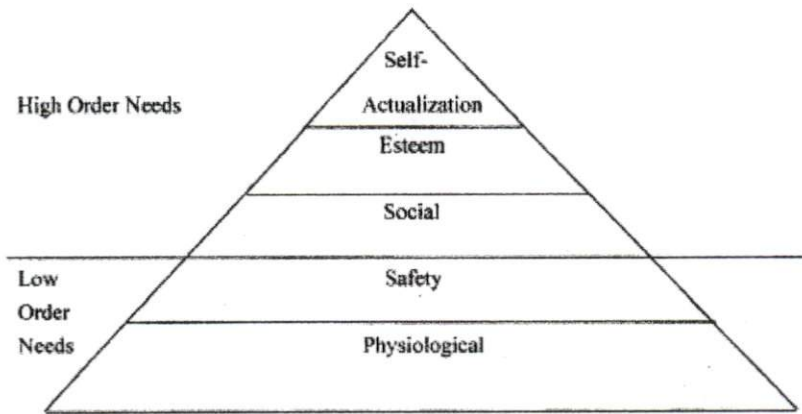 Self-
High Order Needs
Actualization
Esteem
Social
Low
Safety
Order
Needs
Physiological